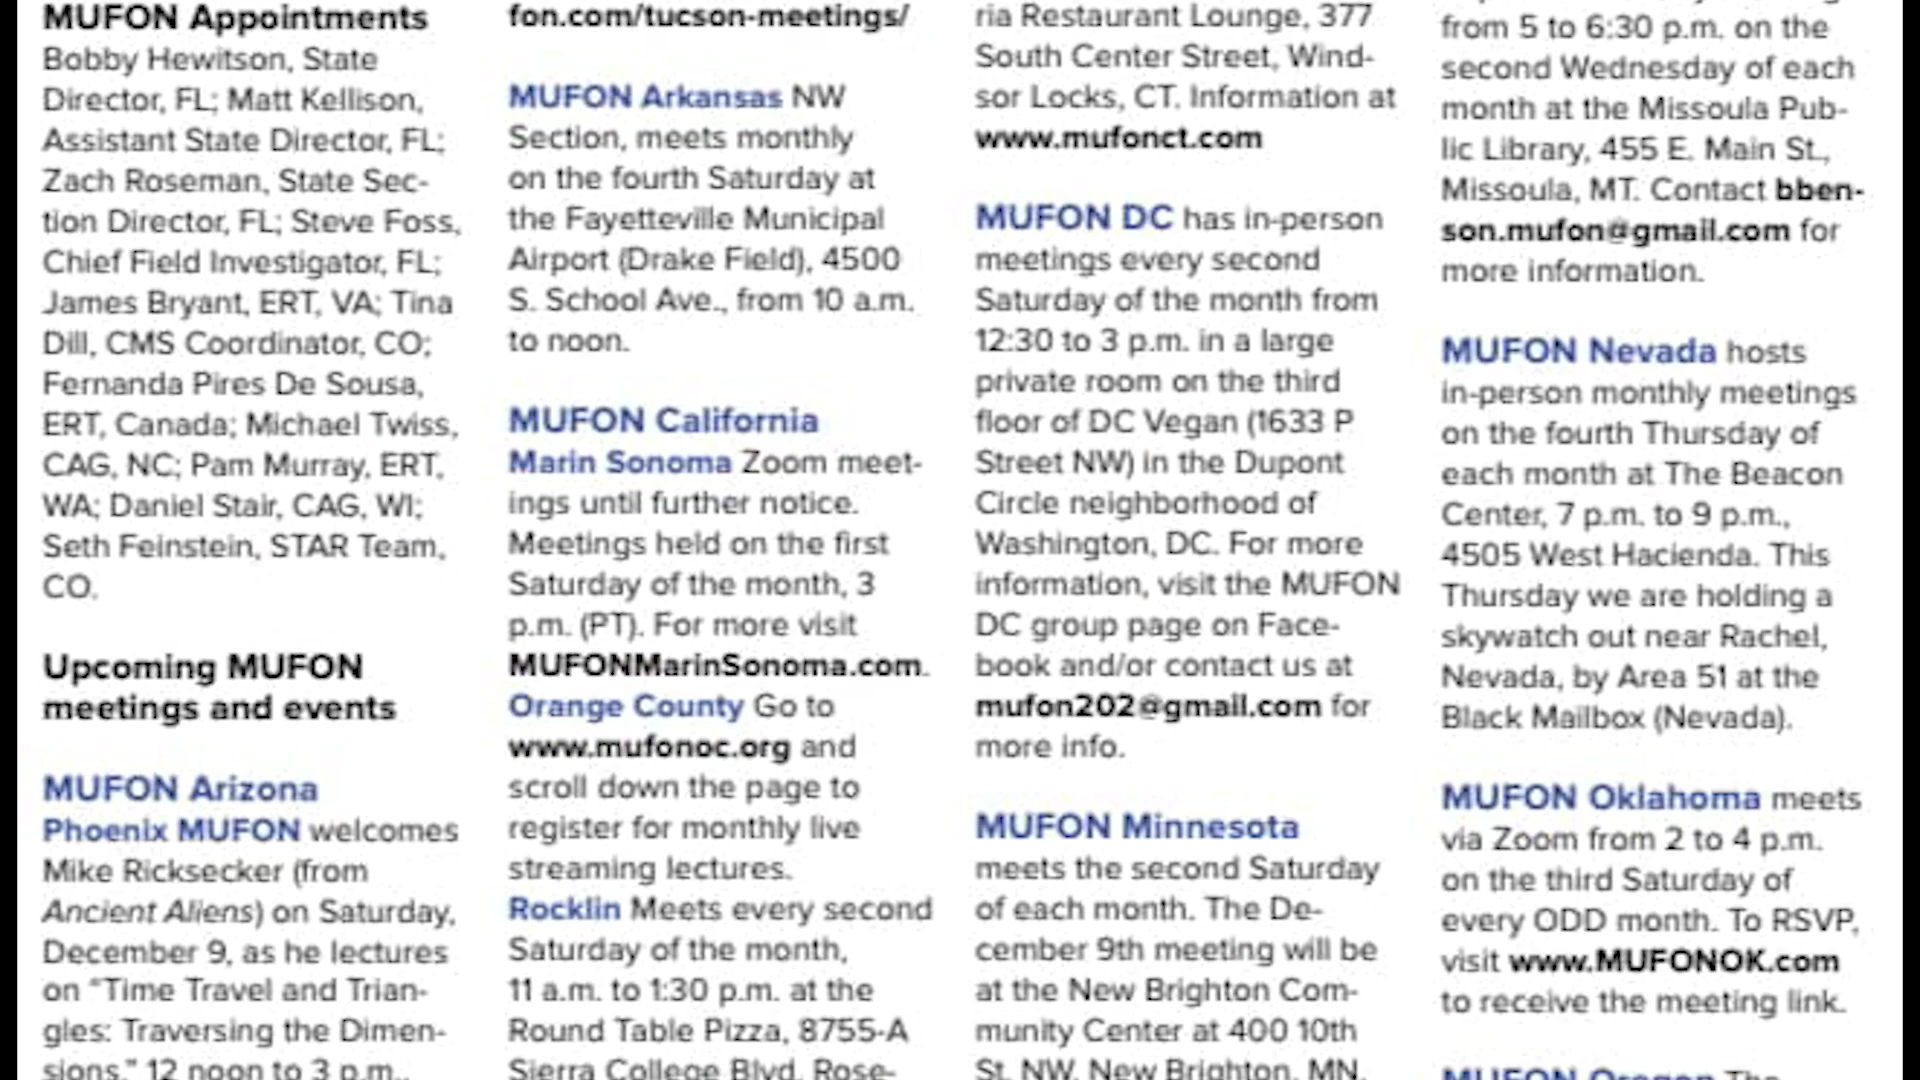 MUFON Appointments
Bobby Hewitson, State
Director, FL; Matt Kellison,
Assistant State Director, FL;
Zach Roseman, State Sec-
tion Director, FL; Steve Foss,
Chief Field Investigator, FL;
James Bryant, ERT, VA; Tina
Dill, CMS Coordinator, CO;
Fernanda Pires De Sousa,
ERT, Canada; Michael Twiss,
CAG, NC; Pam Murray, ERT,
WA; Daniel Stair, CAG, WI;
Seth Feinstein, STAR Team,
CO.
Upcoming MUFON
meetings and events
MUFON Arizona
Phoenix MUFON welcomes
Mike Ricksecker (from
Ancient Aliens) on Saturday,
December 9, as he lectures
on “Time Travel and Trian-
gles: Traversing the Dimen-
sions,” 12 noon to 3 p.m.,
fon.com/tucson-meetings/
MUFON Arkansas NW
Section, meets monthly
on the fourth Saturday at
the Fayetteville Municipal
Airport (Drake Field), 4500
S. School Ave., from 10 a.m.
to noon.
MUFON California
Marin Sonoma Zoom meet-
ings until further notice.
Meetings held on the first
Saturday of the month, 3
p.m. (PT). For more visit
MUFONMarinSonoma.com.
Orange County Go to
www.mufonoc.org and
scroll down the page to
register for monthly live
streaming lectures.
Rocklin Meets every second
Saturday of the month,
11 a.m. to 1:30 p.m. at the
Round Table Pizza, 8755-A
Sierra College Blvd, Rose-
ria Restaurant Lounge, 377
South Center Street, Wind-
sor Locks, CT. Information at
www.mufonct.com
MUFON DC has in-person
meetings every second
Saturday of the month from
12:30 to 3 p.m. in a large
private room on the third
floor of DC Vegan (1633 P
Street NW) in the Dupont
Circle neighborhood of
Washington, DC. For more
information, visit the MUFON
DC group page on Face-
book and/or contact us at
mufon202@gmail.com for
more info.
MUFON Minnesota
meets the second Saturday
of each month. The De-
cember 9th meeting will be
at the New Brighton Com-
munity Center at 400 10th
St. NW, New Brighton, MN.
from 5 to 6:30 p.m. on the
second Wednesday of each
month at the Missoula Pub-
lic Library, 455 E. Main St.,
Missoula, MT. Contact bben-
son.mufon@gmail.com for
more information.
MUFON Nevada hosts
in-person monthly meetings
on the fourth Thursday of
each month at The Beacon
Center, 7 p.m. to 9 p.m.,
4505 West Hacienda. This
Thursday we are holding a
skywatch out near Rachel,
Nevada, by Area 51 at the
Black Mailbox (Nevada).
MUFON Oklahoma meets
via Zoom from 2 to 4 p.m.
on the third Saturday of
every ODD month. To RSVP,
visit www.MUFONOK.com
to receive the meeting link.
MUFON Oregon The